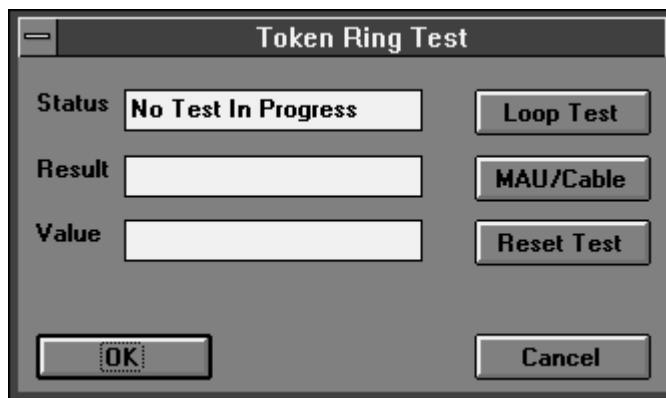 Token Ring Test
Status No Test In Progress Loop Test
Result MAU/Cable
Value Reset Test
OK Cancel